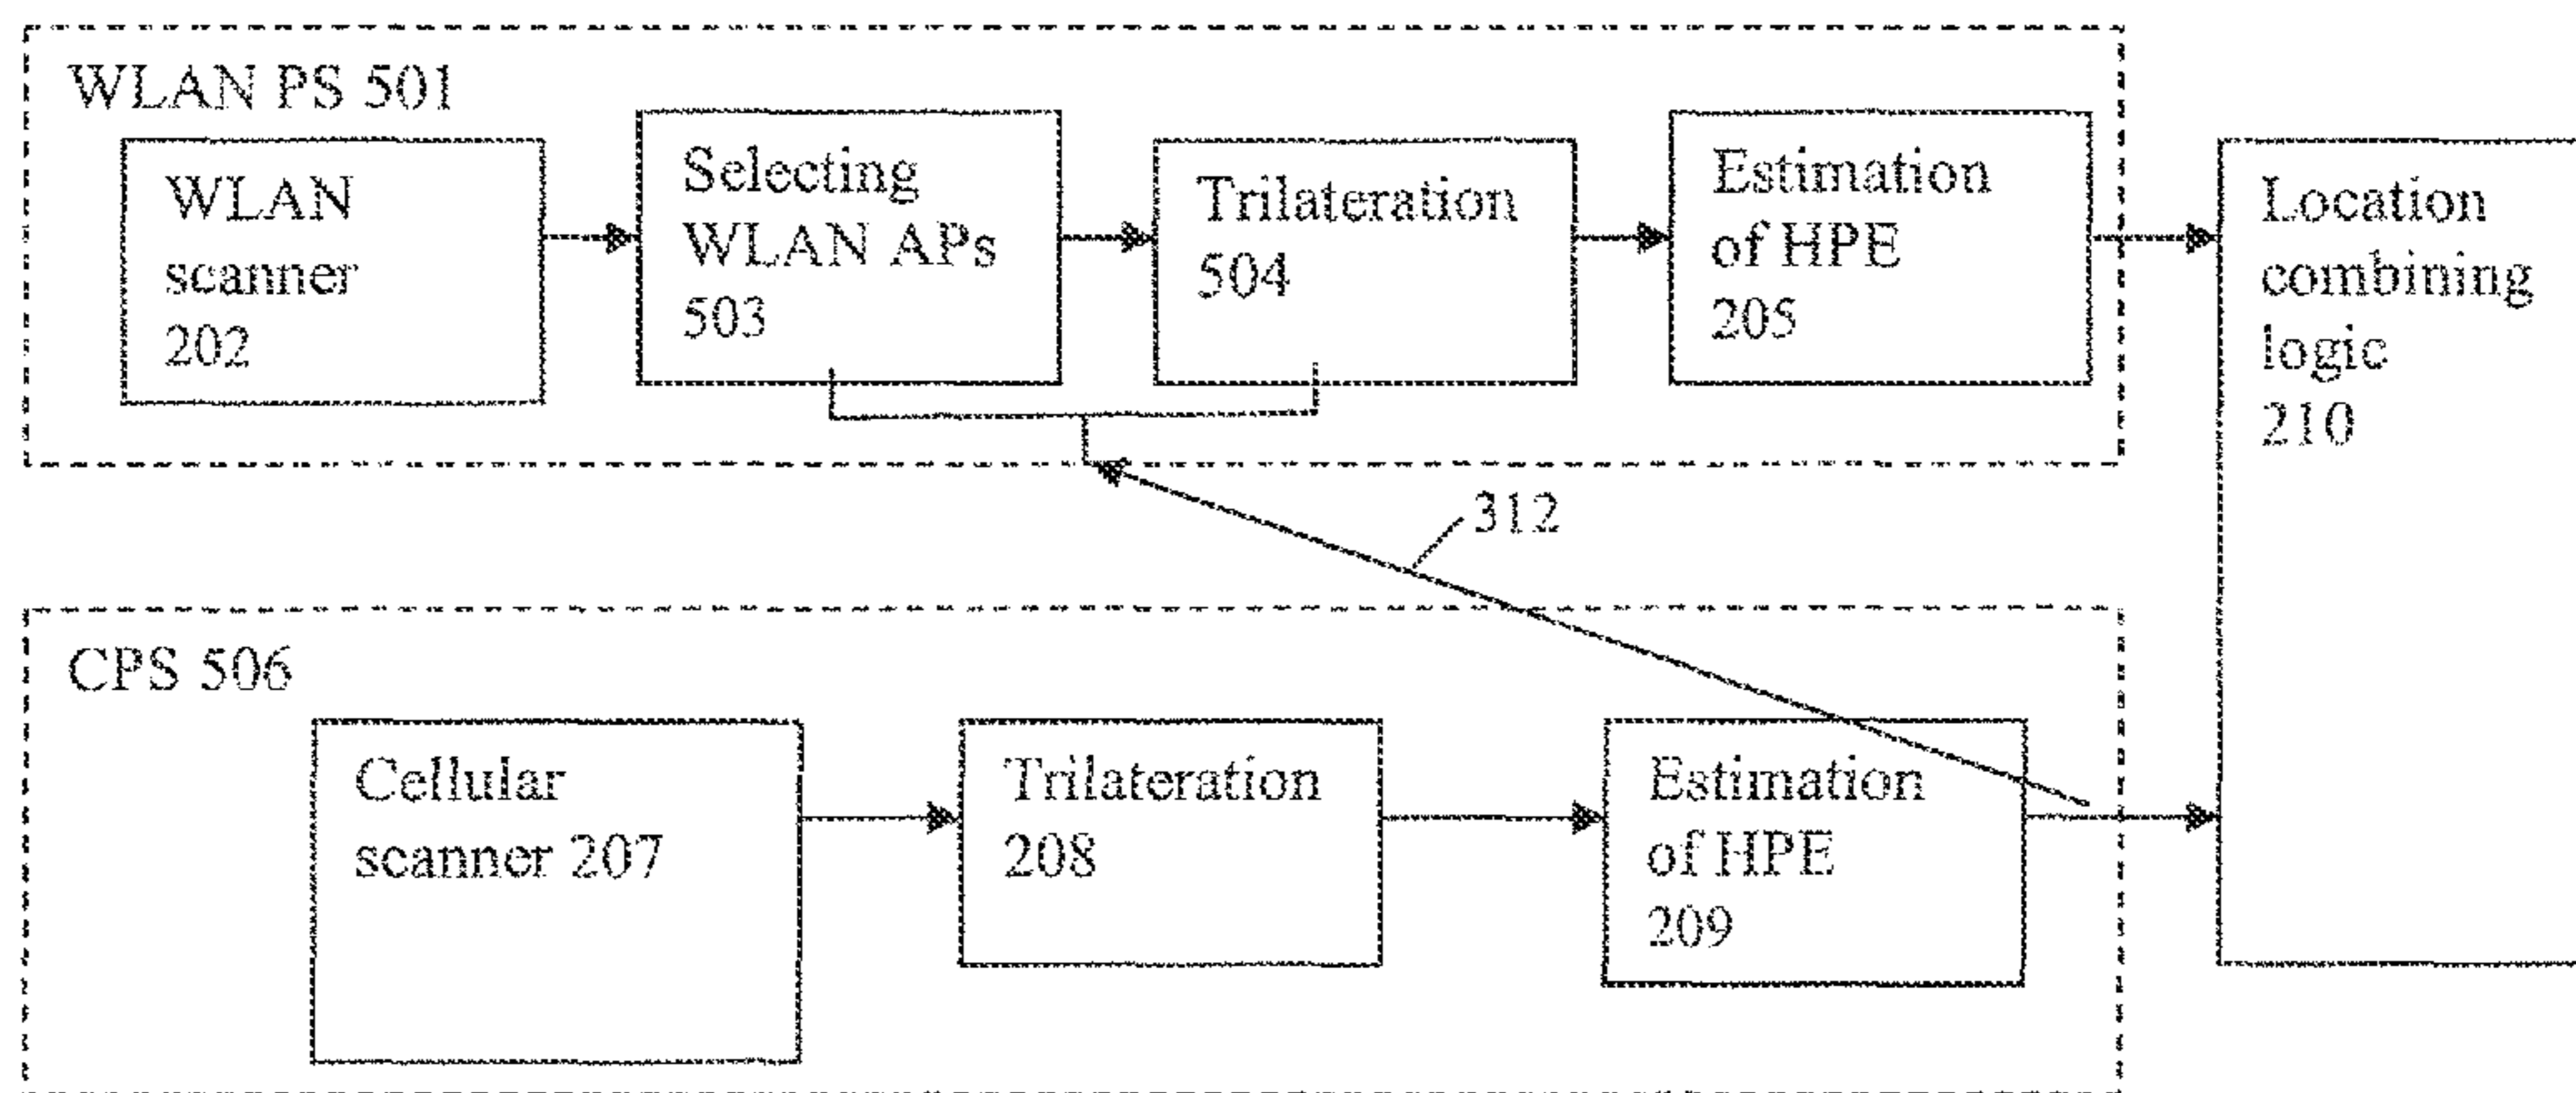 WLAN PS 501
WLAN
scanner
202
Selecting
WLAN APs
503
Trilateration
504
Estimation
of HPE
205
Location
combining
logic
210
312
CPS 506
Cellular
scanner 207
Trilateration
208
Estimation
of HPE
209